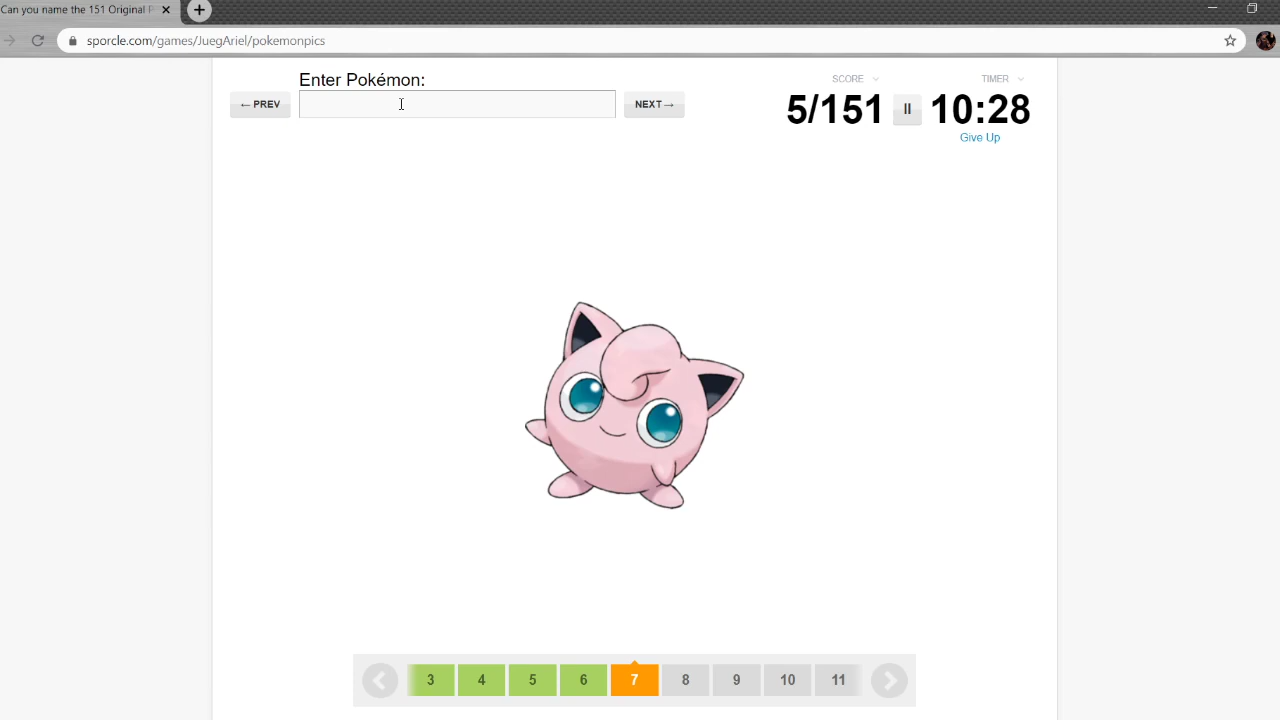 Can you name the 151 Original P
sporcle.com/games/JuegAriel/pokemonpics
Enter Pokémon:
← PREV
NEXT →
SCORE
5/151
TIMER
10:28
Give Up
3 4 5 6 7 8 9 10 11